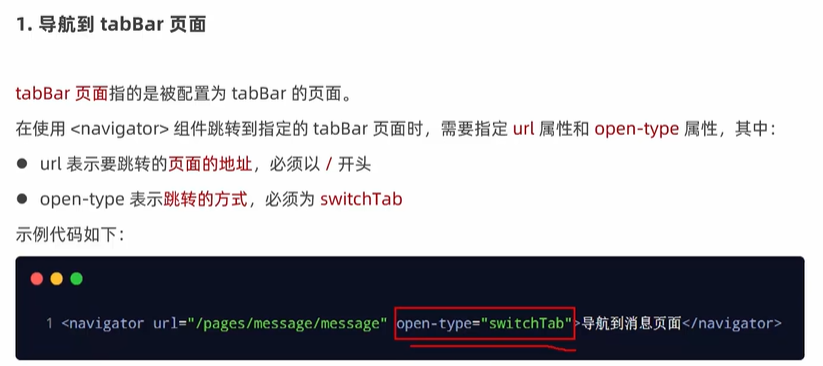 1. 导航到 tabBar 页面
tabBar 页面指的是被配置为 tabBar 的页面。
在使用 <navigator> 组件跳转到指定的 tabBar 页面时，需要指定 url 属性和 open-type 属性，其中：
● url 表示要跳转的页面的地址，必须以 / 开头
● open-type 表示跳转的方式，必须为 switchTab
示例代码如下：
1 <navigator url="/pages/message/message" open-type="switchTab">导航到消息页面</navigator>